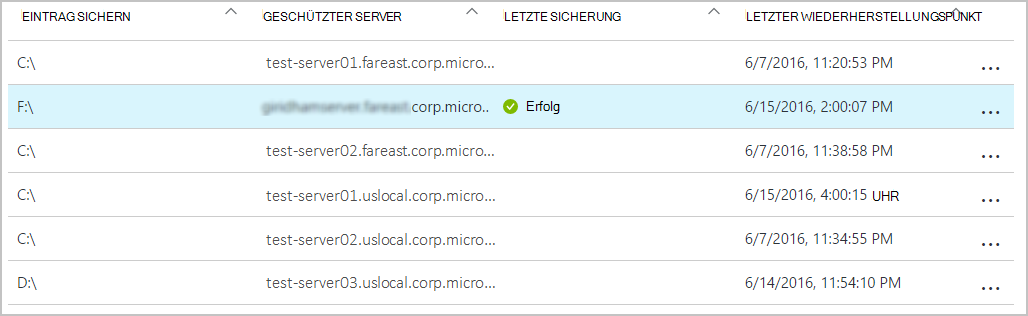 EINTRAG SICHERN GESCHÜTZTER SERVER LETZTE SICHERUNG LETZTER WIEDERHERSTELLUNGSPUNKT
C:\ test-server01.fareast.corp.micro... 6/7/2016, 11:20:53 PM ...
F:\ .corp.micro.. Erfolg 6/15/2016, 2:00:07 PM ...
C:\ test-server02.fareast.corp.micro... 6/7/2016, 11:38:58 PM ...
C:\ test-server01.uslocal.corp.micro... 6/15/2016, 4:00:15 UHR ...
C:\ test-server02.uslocal.corp.micro... 6/7/2016, 11:34:55 PM ...
D:\ test-server03.uslocal.corp.micro... 6/14/2016, 11:54:10 PM ...